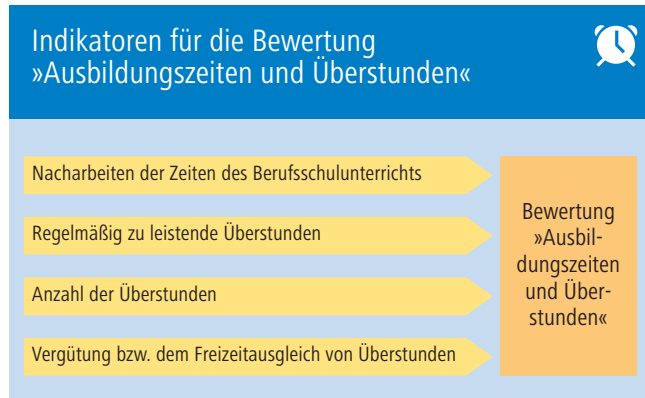 Indikatoren für die Bewertung
»Ausbildungszeiten und Überstunden«
Nacharbeiten der Zeiten des Berufsschulunterrichts
Regelmäßig zu leistende Überstunden
Anzahl der Überstunden
Vergütung bzw. dem Freizeitausgleich von Überstunden
Bewertung
»Ausbil-
dungszeiten
und Über-
stunden«